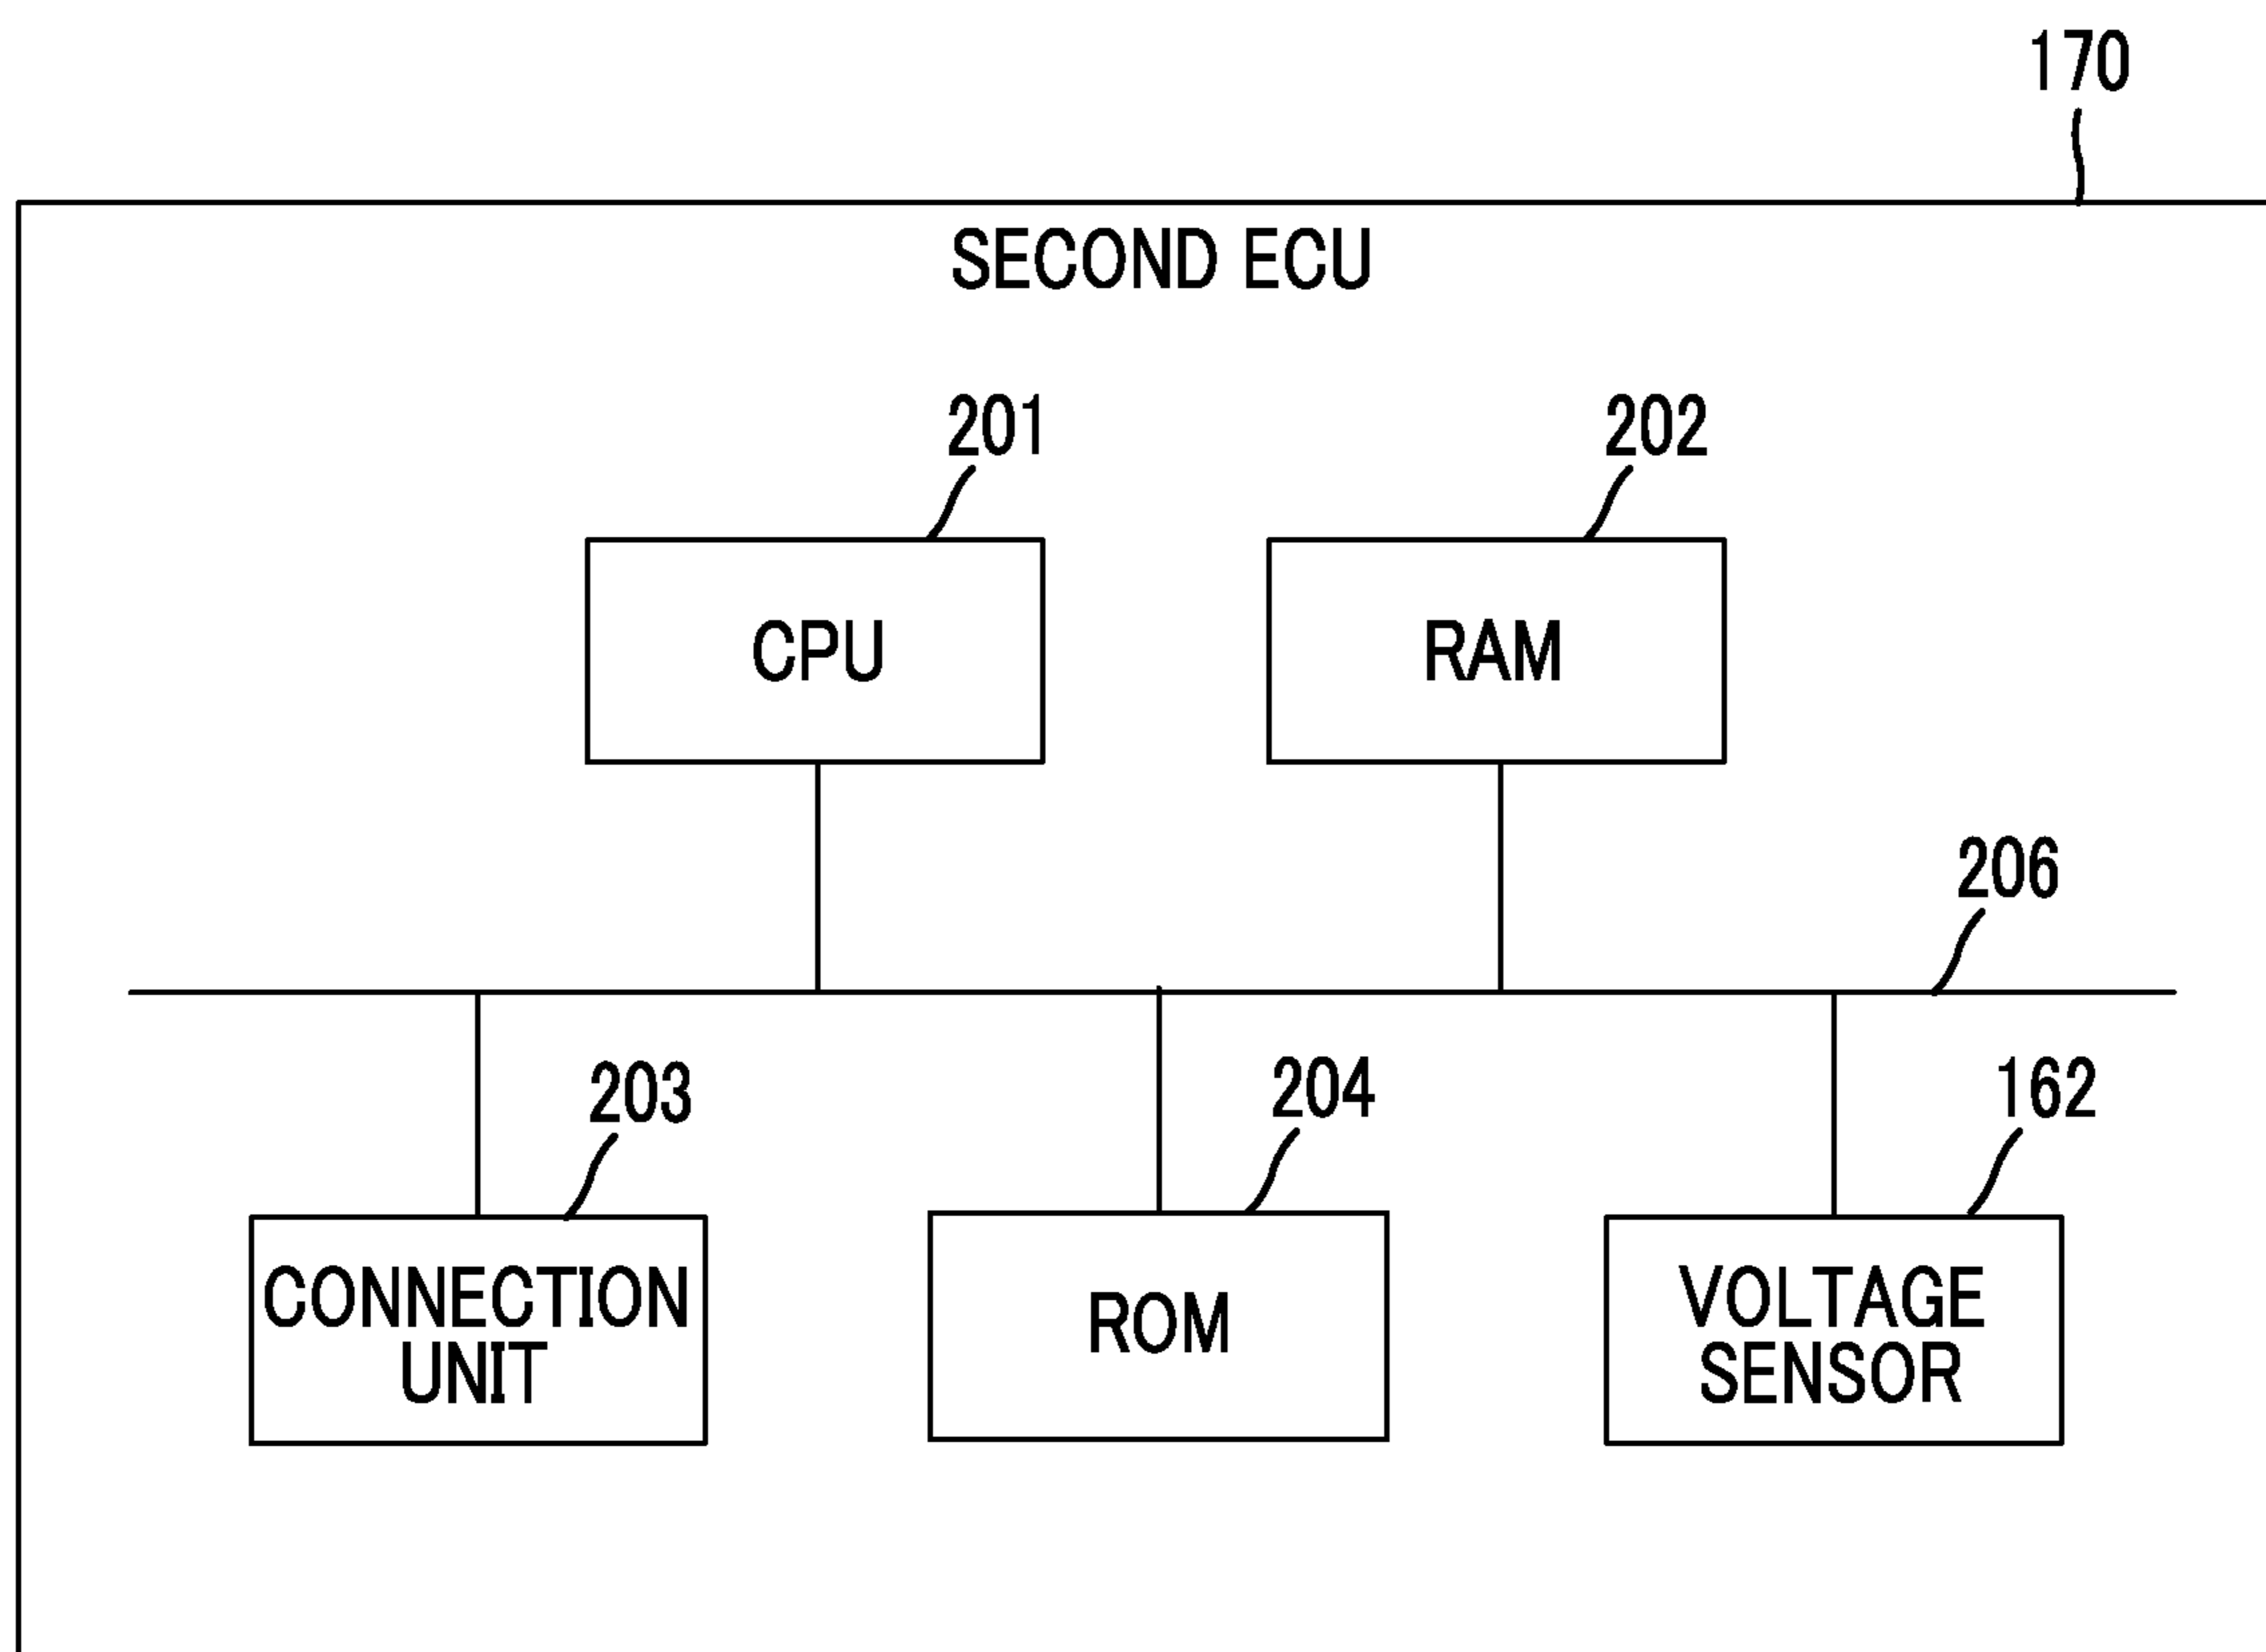 170
SECOND ECU
201
202
CPU
RAM
206
203
204
162
CONNECTION
UNIT
ROM
VOLTAGE
SENSOR